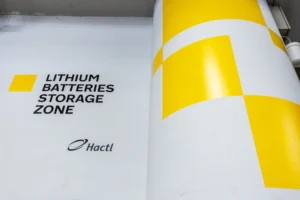 LITHIUM
BATTERIES
STORAGE
ZONE
Hactl